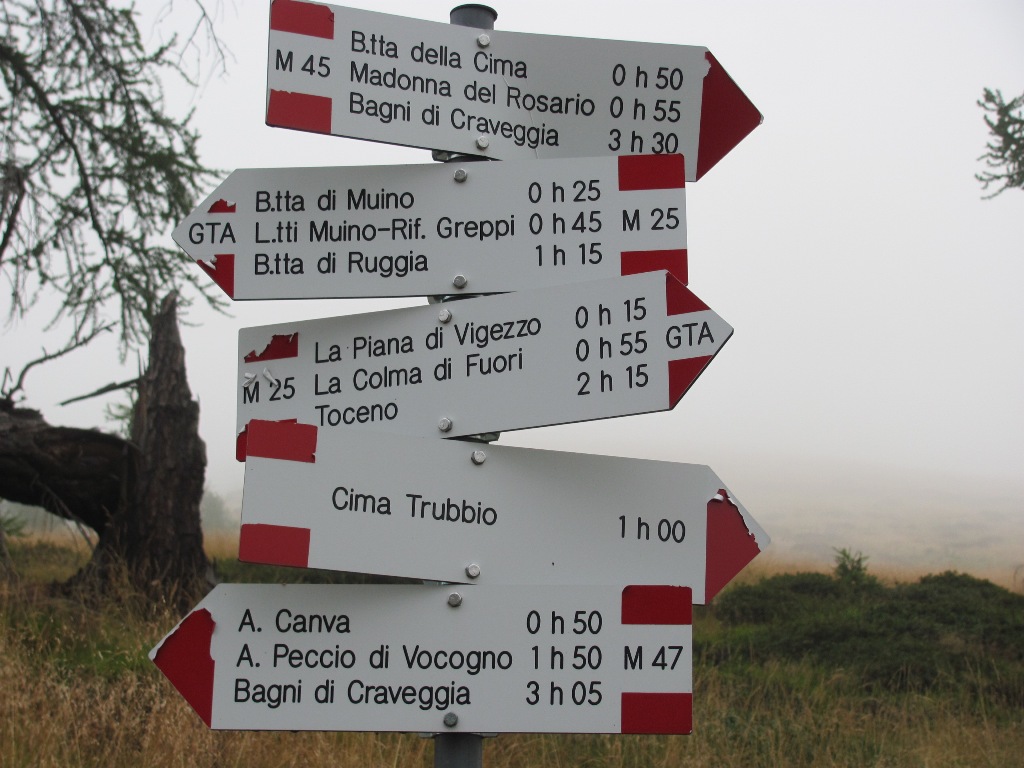 B.tta della Cima 0 h 50
M 45 Madonna del Rosario 0 h 55
Bagni di Craveggia 3 h 30
B.tta di Muino 0 h 25
GTA L.tti Muino-Rif. Greppi 0 h 45 M 25
B.tta di Ruggia 1 h 15
La Piana di Vigezzo 0 h 15
M 25 La Colma di Fuori 0 h 55 GTA
Toceno 2 h 15
Cima Trubbio 1 h 00
A. Canva 0 h 50
A. Peccio di Vocogno 1 h 50 M 47
Bagni di Craveggia 3 h 05